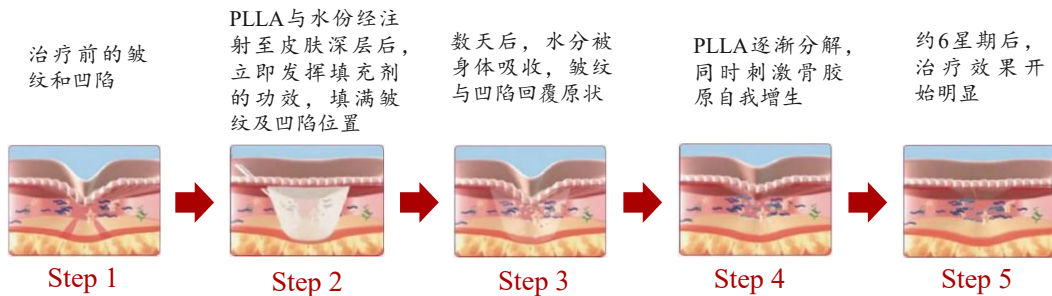 治疗前的皱
纹和凹陷
PLLA与水份经注
射至皮肤深层后，
立即发挥填充剂
的功效，填满皱
纹及凹陷位置
数天后，水分被
身体吸收，皱纹
与凹陷回覆原状
PLLA逐渐分解，
同时刺激骨胶
原自我增生
约6星期后，
治疗效果开
始明显
Step 1
Step 2
Step 3
Step 4
Step 5